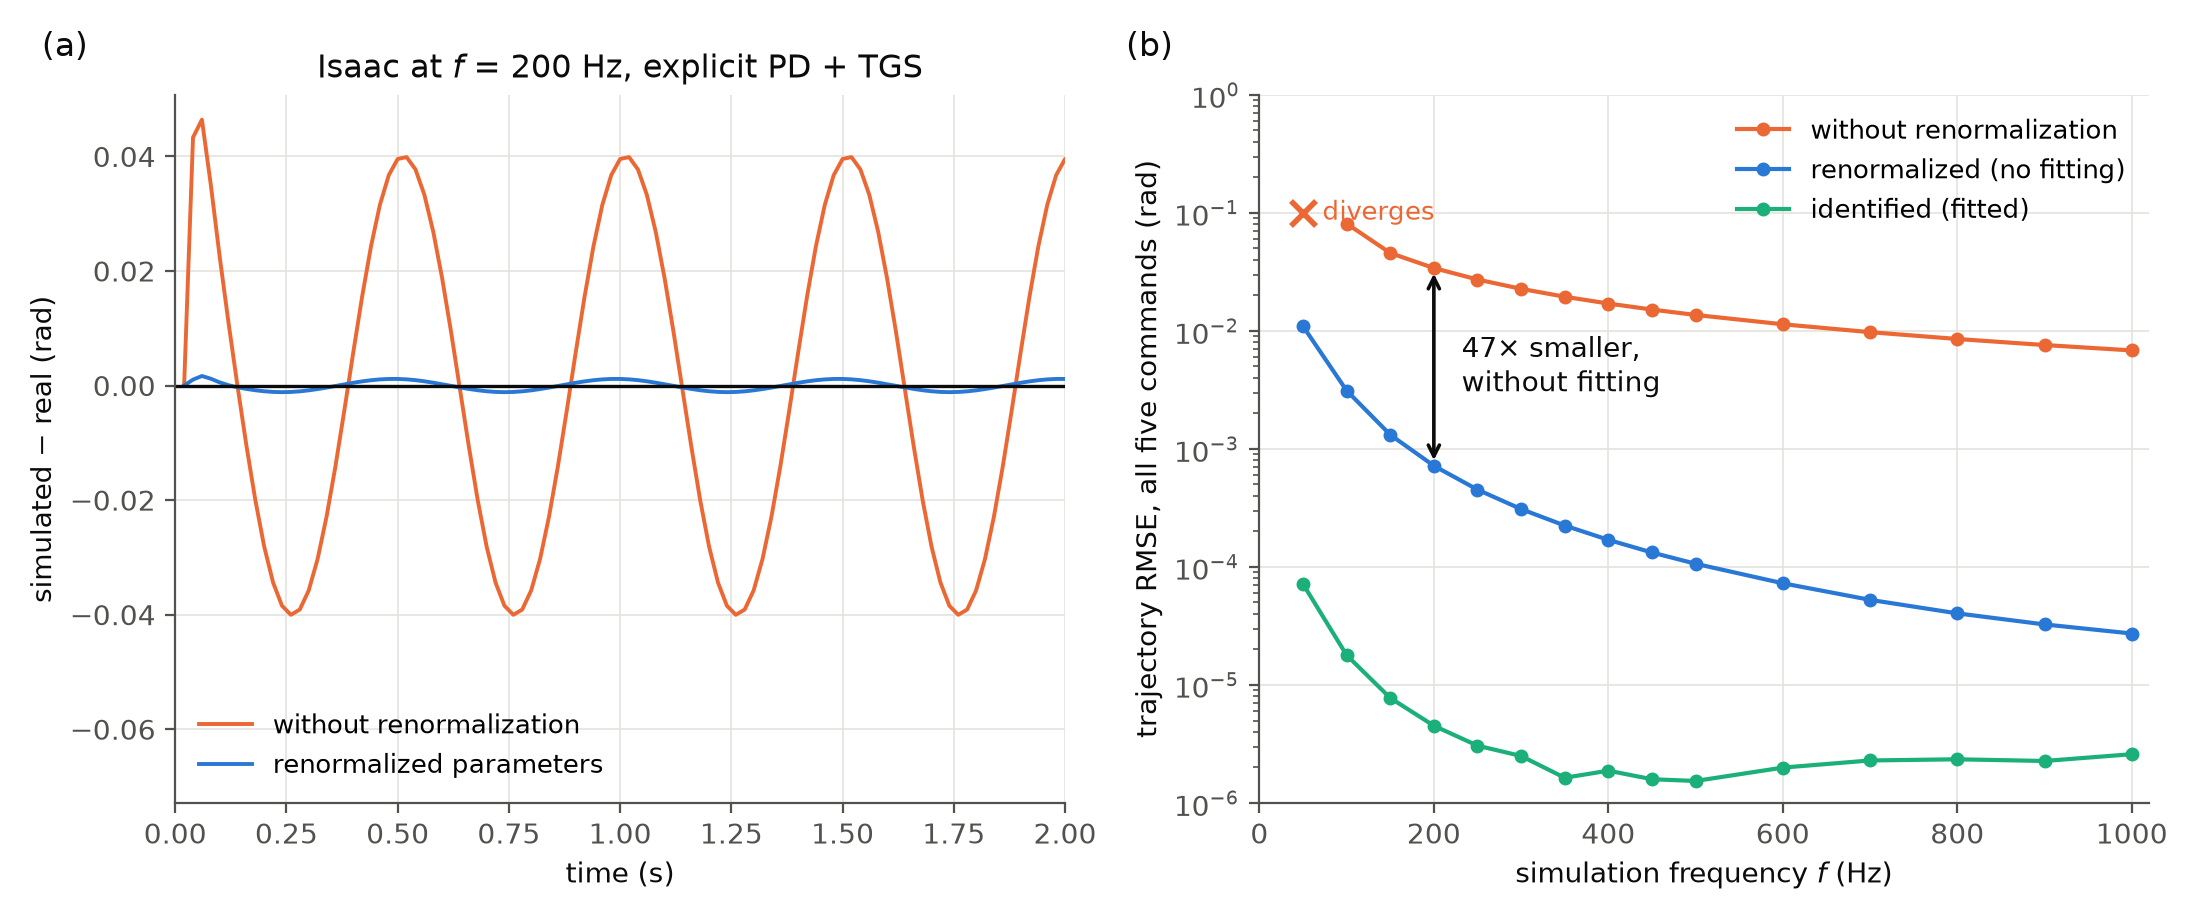 (a)
Isaac at f = 200 Hz, explicit PD + TGS
simulated − real (rad)
0.04
0.02
0.00
−0.02
−0.04
−0.06
without renormalization
renormalized parameters
0.00 0.25 0.50 0.75 1.00 1.25 1.50 1.75 2.00
time (s)
(b)
trajectory RMSE, all five commands (rad)
10⁰
10⁻¹
10⁻²
10⁻³
10⁻⁴
10⁻⁵
10⁻⁶
without renormalization
renormalized (no fitting)
identified (fitted)
diverges
47× smaller,
without fitting
0 200 400 600 800 1000
simulation frequency f (Hz)